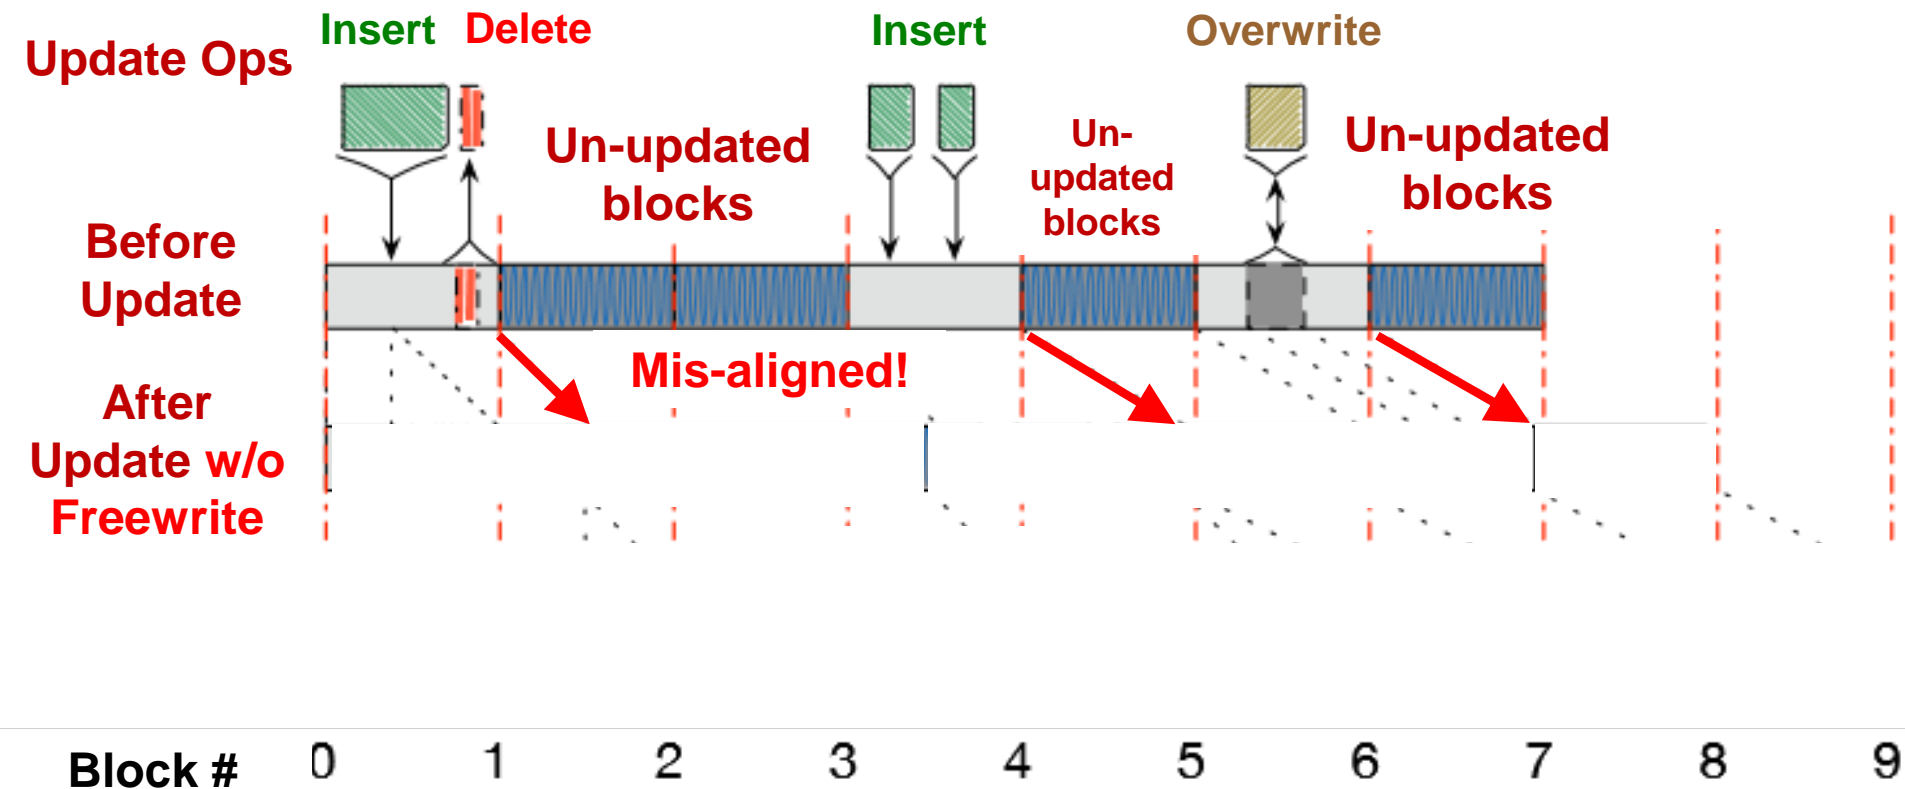 Insert Delete Insert Overwrite
Update Ops
Un-updated
blocks
Un-
updated
blocks
Un-updated
blocks
Before
Update
Mis-aligned!
After
Update w/o
Freewrite
Block # 0 1 2 3 4 5 6 7 8 9